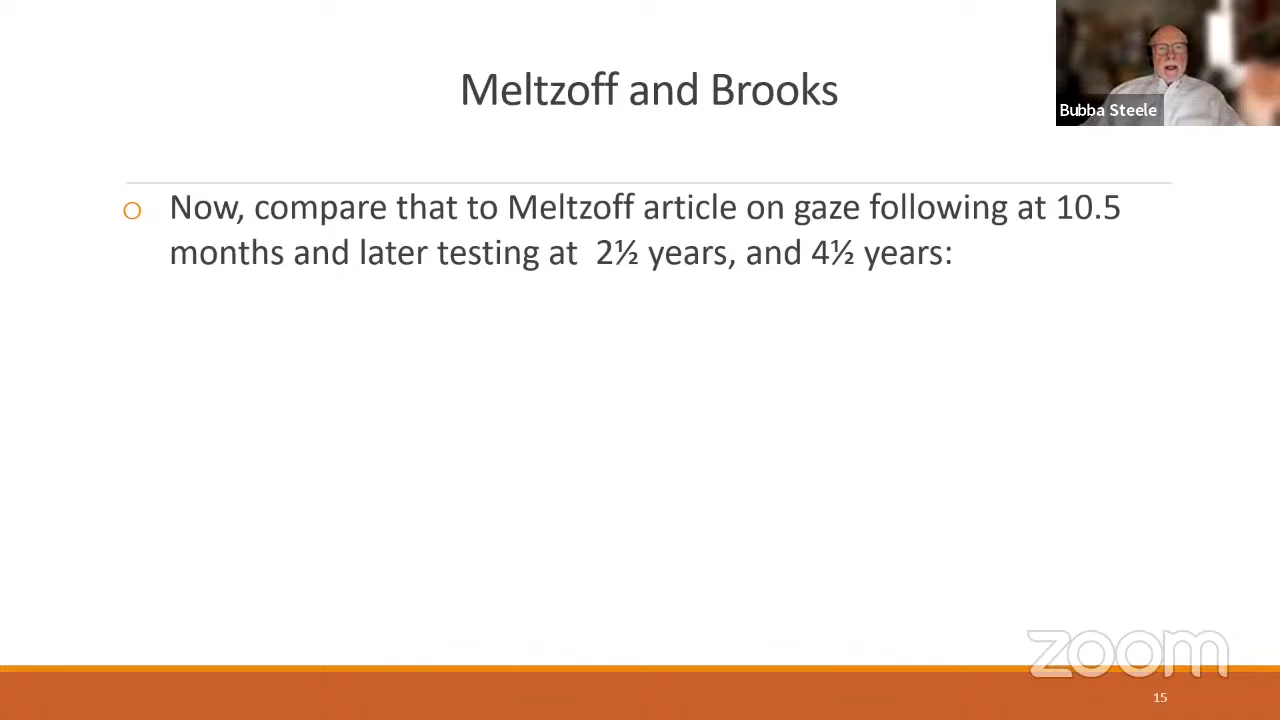 Meltzoff and Brooks
Bubba Steele
o Now, compare that to Meltzoff article on gaze following at 10.5
months and later testing at 2½ years, and 4½ years:
zoom
15